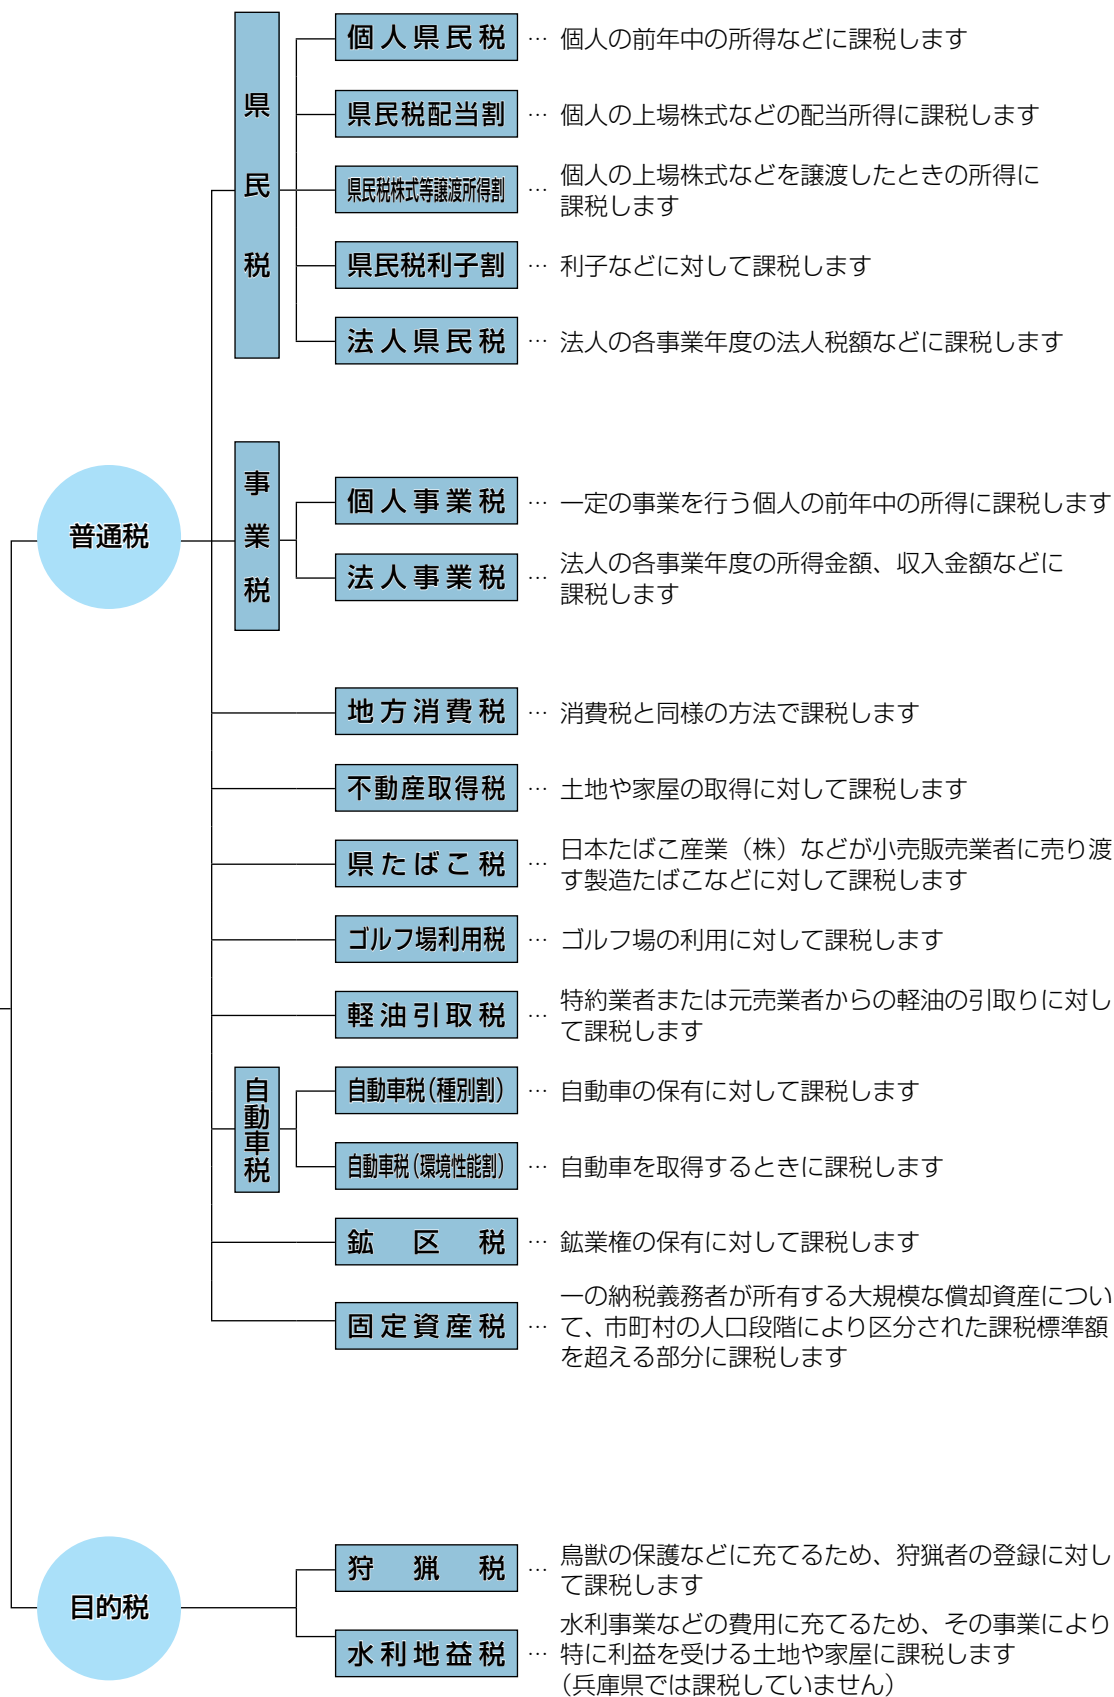 県民税
個人県民税 … 個人の前年中の所得などに課税します
県民税配当割 … 個人の上場株式などの配当所得に課税します
県民税株式等譲渡所得割 … 個人の上場株式などを譲渡したときの所得に
課税します
県民税利子割 … 利子などに対して課税します
法人県民税 … 法人の各事業年度の法人税額などに課税します
普通税
事業税
個人事業税 … 一定の事業を行う個人の前年中の所得に課税します
法人事業税 … 法人の各事業年度の所得金額、収入金額などに
課税します
地方消費税 … 消費税と同様の方法で課税します
不動産取得税 … 土地や家屋の取得に対して課税します
県たばこ税 … 日本たばこ産業（株）などが小売販売業者に売り渡
す製造たばこなどに対して課税します
ゴルフ場利用税 … ゴルフ場の利用に対して課税します
軽油引取税 … 特約業者または元売業者からの軽油の引取りに対し
て課税します
自動車税
自動車税（種別割） … 自動車の保有に対して課税します
自動車税（環境性能割） … 自動車を取得するときに課税します
鉱区税 … 鉱業権の保有に対して課税します
固定資産税 … 一の納税義務者が所有する大規模な償却資産につい
て、市町村の人口段階により区分された課税標準額
を超える部分に課税します
目的税
狩猟税 … 鳥獣の保護などに充てるため、狩猟者の登録に対し
て課税します
水利地益税 … 水利事業などの費用に充てるため、その事業により
特に利益を受ける土地や家屋に課税します
（兵庫県では課税していません）